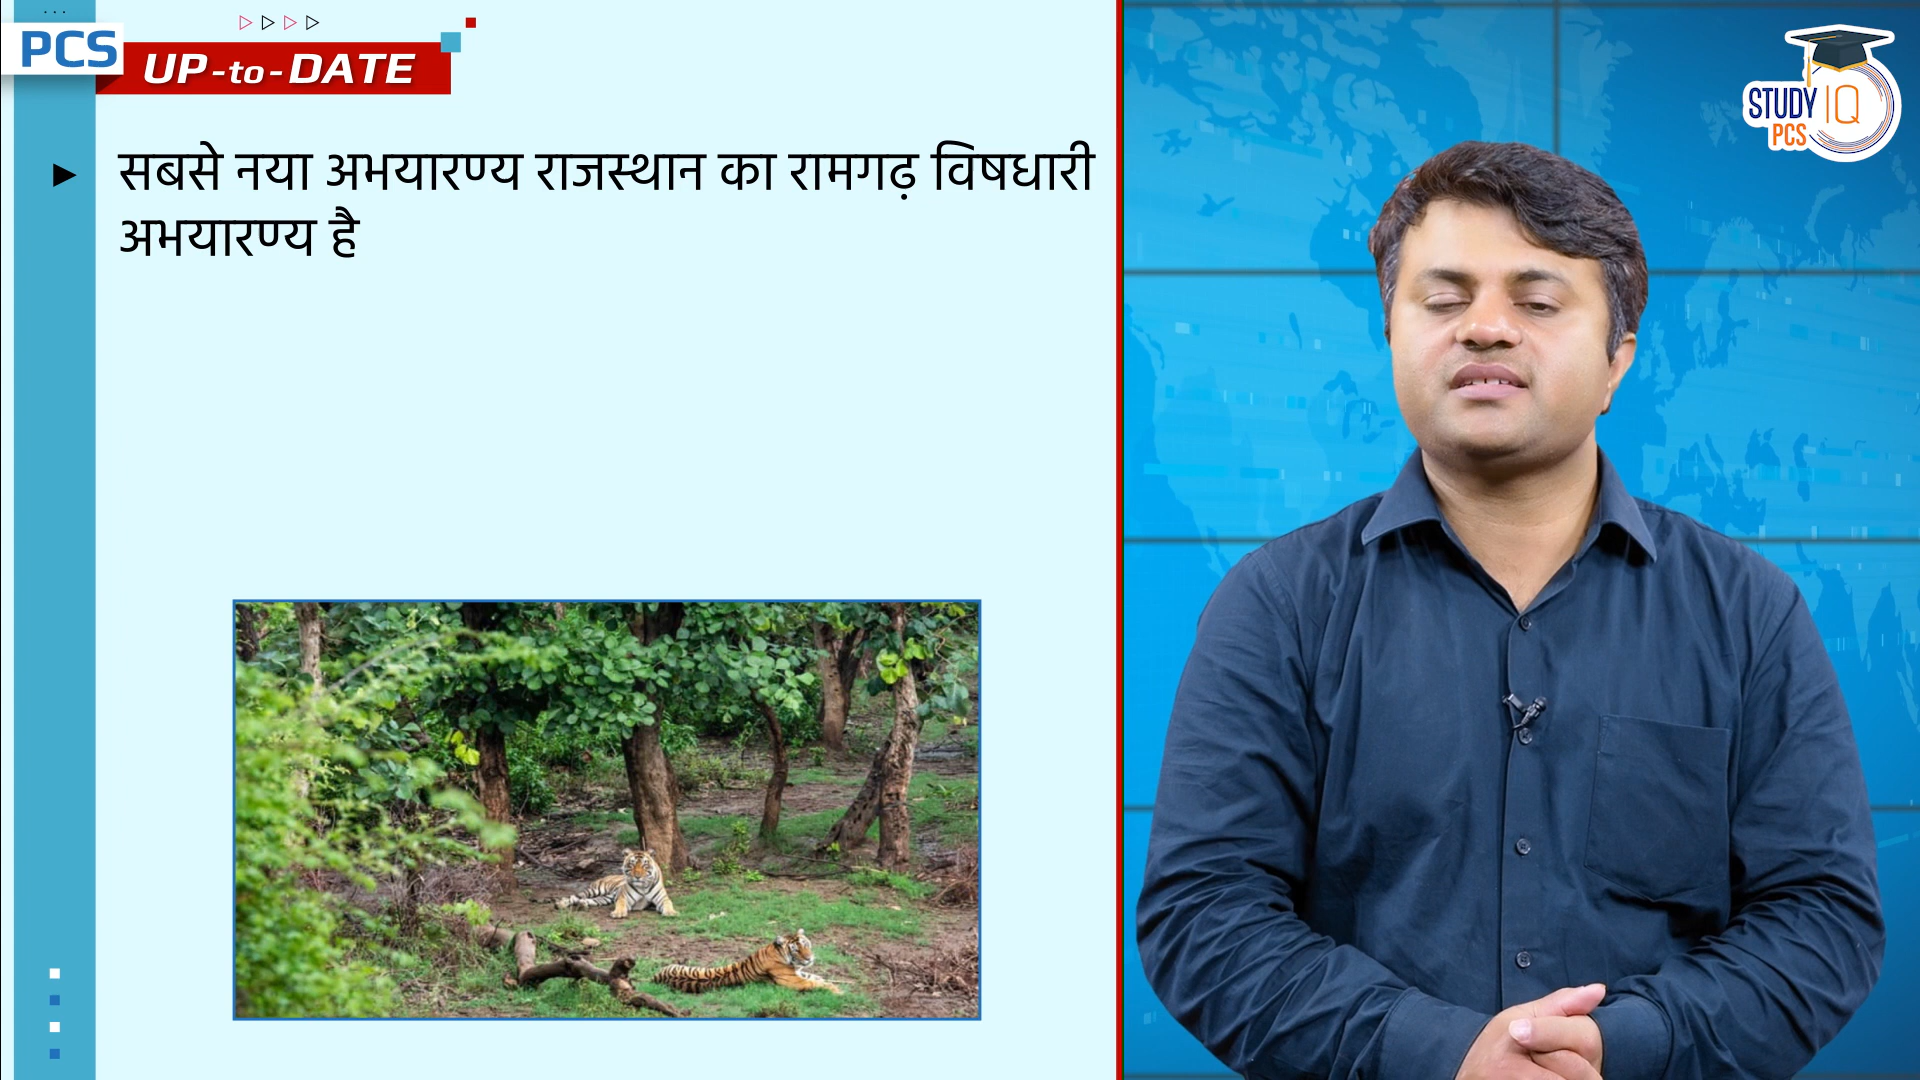 PCS
UP-to-DATE
सबसे नया अभयारण्य राजस्थान का रामगढ़ विषधारी
अभयारण्य है
STUDY IQ
PCS